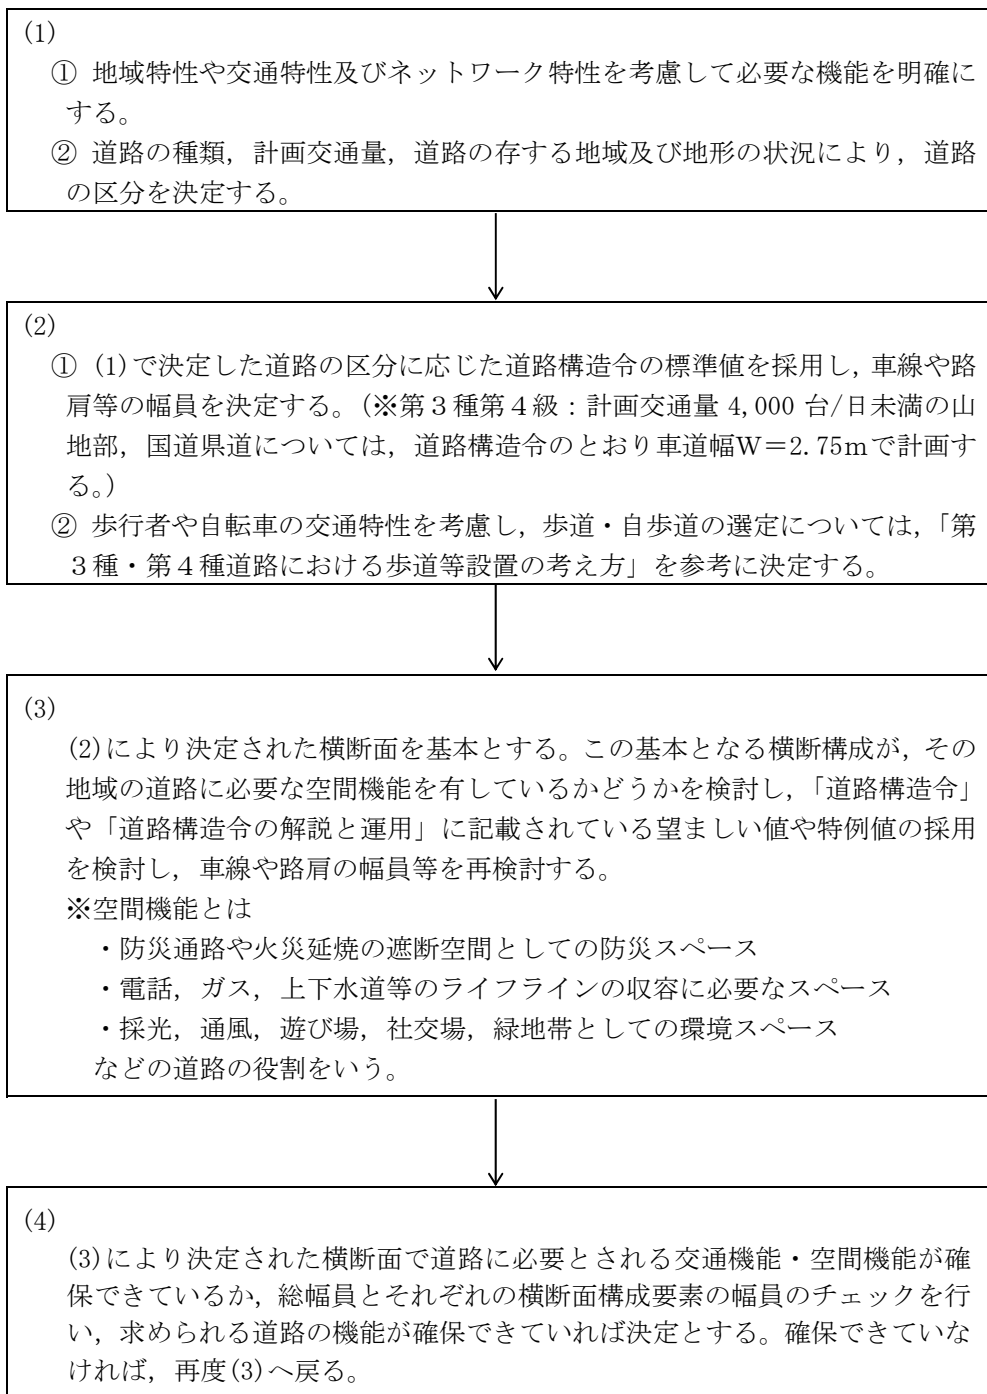 (1)
① 地域特性や交通特性及びネットワーク特性を考慮して必要な機能を明確に
する。
② 道路の種類，計画交通量，道路の存する地域及び地形の状況により，道路
の区分を決定する。
(2)
① (1)で決定した道路の区分に応じた道路構造令の標準値を採用し，車線や路
肩等の幅員を決定する。(※第３種第４級：計画交通量 4,000 台/日未満の山
地部，国道県道については，道路構造令のとおり車道幅Ｗ＝2.75ｍで計画す
る。)
② 歩行者や自転車の交通特性を考慮し，歩道・自歩道の選定については，「第
３種・第４種道路における歩道等設置の考え方」を参考に決定する。
(3)
(2)により決定された横断面を基本とする。この基本となる横断構成が，その
地域の道路に必要な空間機能を有しているかどうかを検討し，「道路構造令」
や「道路構造令の解説と運用」に記載されている望ましい値や特例値の採用
を検討し，車線や路肩の幅員等を再検討する。
※空間機能とは
・防災通路や火災延焼の遮断空間としての防災スペース
・電話，ガス，上下水道等のライフラインの収容に必要なスペース
・採光，通風，遊び場，社交場，緑地帯としての環境スペース
などの道路の役割をいう。
(4)
(3)により決定された横断面で道路に必要とされる交通機能・空間機能が確
保できているか，総幅員とそれぞれの横断面構成要素の幅員のチェックを行
い，求められる道路の機能が確保できていれば決定とする。確保できていな
ければ，再度(3)へ戻る。